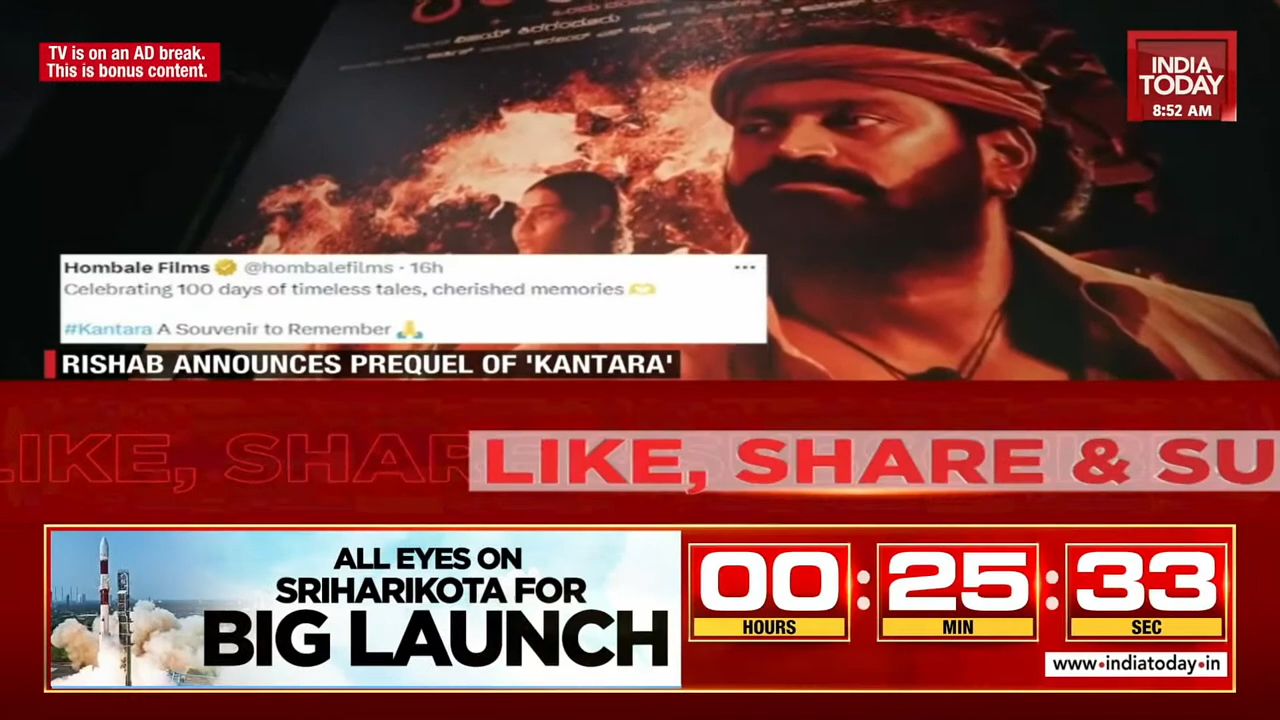 TV is on an AD break.
This is bonus content.
INDIA
TODAY
8:52 AM
Hombale Films @hombalefilms · 16h
Celebrating 100 days of timeless tales, cherished memories
#Kantara A Souvenir to Remember
RISHAB ANNOUNCES PREQUEL OF 'KANTARA'
LIKE, SHAR
LIKE, SHARE & SU
ALL EYES ON
SRIHARIKOTA FOR
BIG LAUNCH
00 : 25 : 33
HOURS MIN SEC
www•indiatoday•in